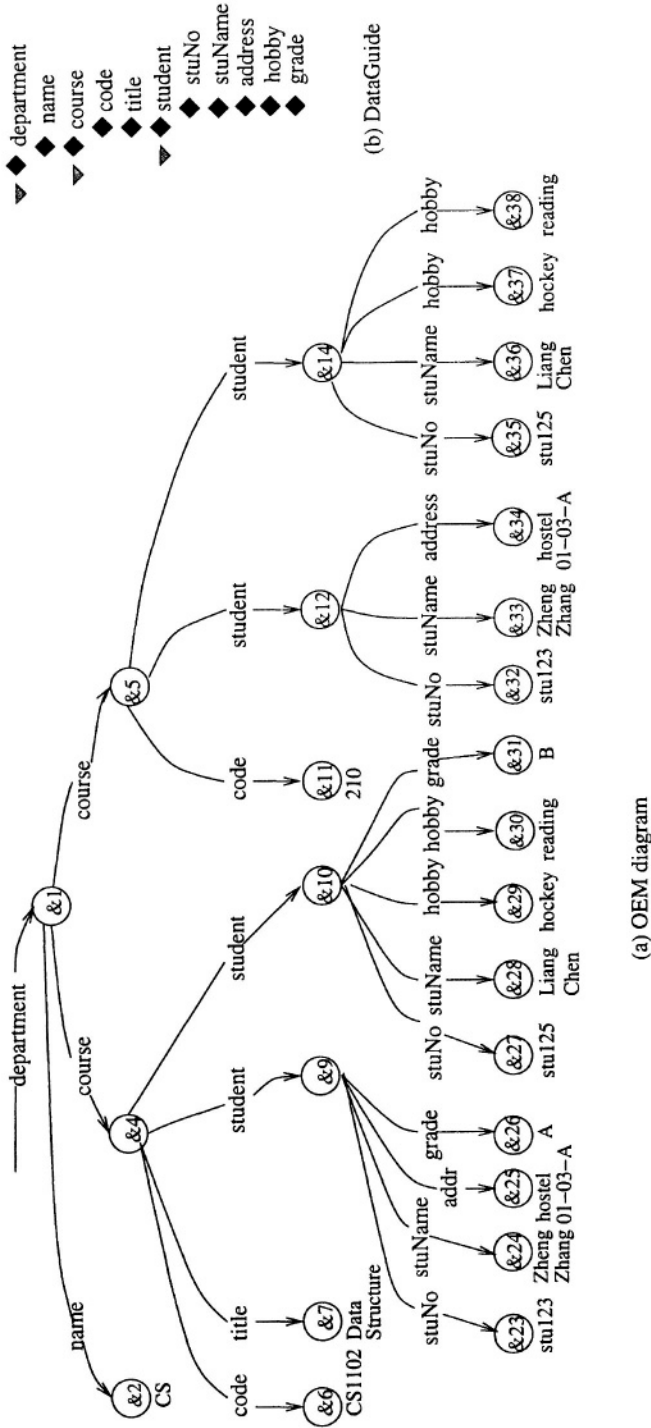 department
&1
name
course
course
&2
CS
&4
&5
code
title
student
student
code
student
student
&6
CS1102
&7
Data
Structure
&9
&10
&11
210
&12
&14
stuNo
stuName
addr
grade
stuNo
stuName
hobby
hobby
grade
stuNo
stuName
address
stuNo
stuName
hobby
hobby
&23
stu123
&24
Zheng
Zhang
&25
hostel
01-03-A
&26
A
&27
stu125
&28
Liang
Chen
&29
hockey
&30
reading
&31
B
&32
stu123
&33
Zheng
Zhang
&34
hostel
01-03-A
&35
stu125
&36
Liang
Chen
&37
hockey
&38
reading
(a) OEM diagram
department
name
course
code
title
student
stuNo
stuName
address
hobby
grade
(b) DataGuide